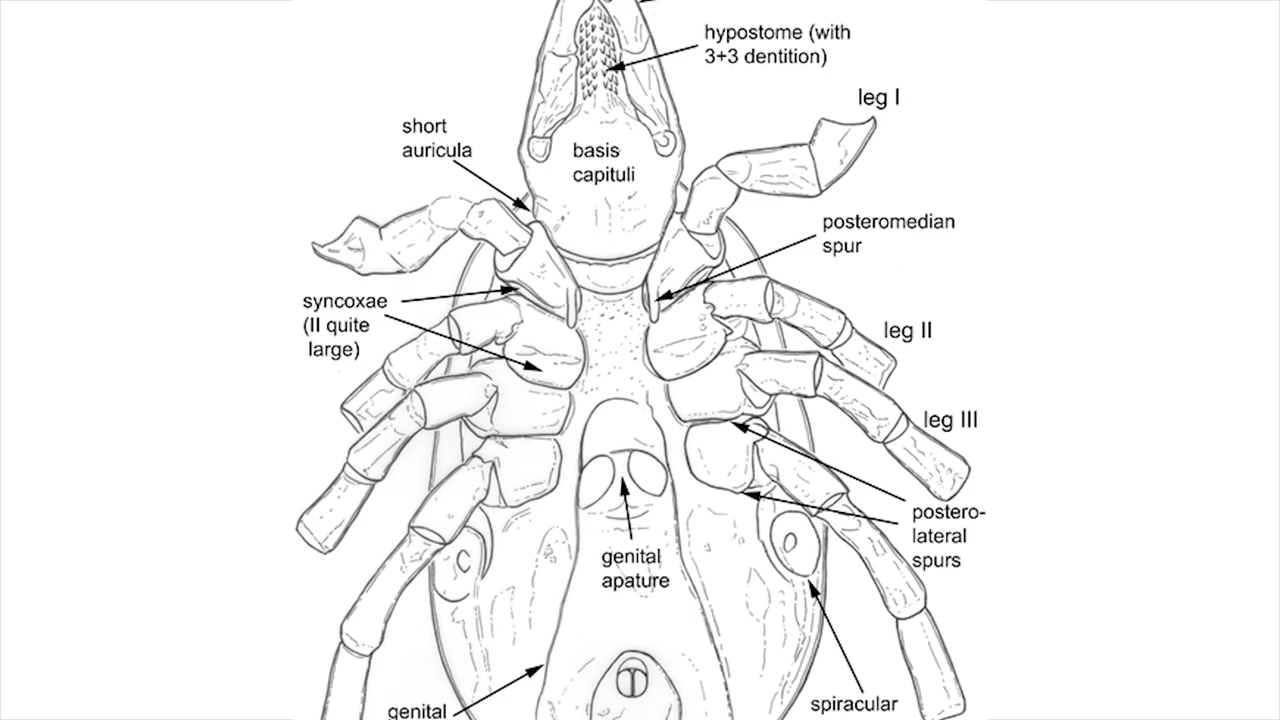 hypostome (with
3+3 dentition)
leg I
short
auricula
basis
capituli
posteromedian
spur
syncoxae
(II quite
large)
leg II
leg III
postero-
lateral
spurs
genital
apature
spiracular
genital